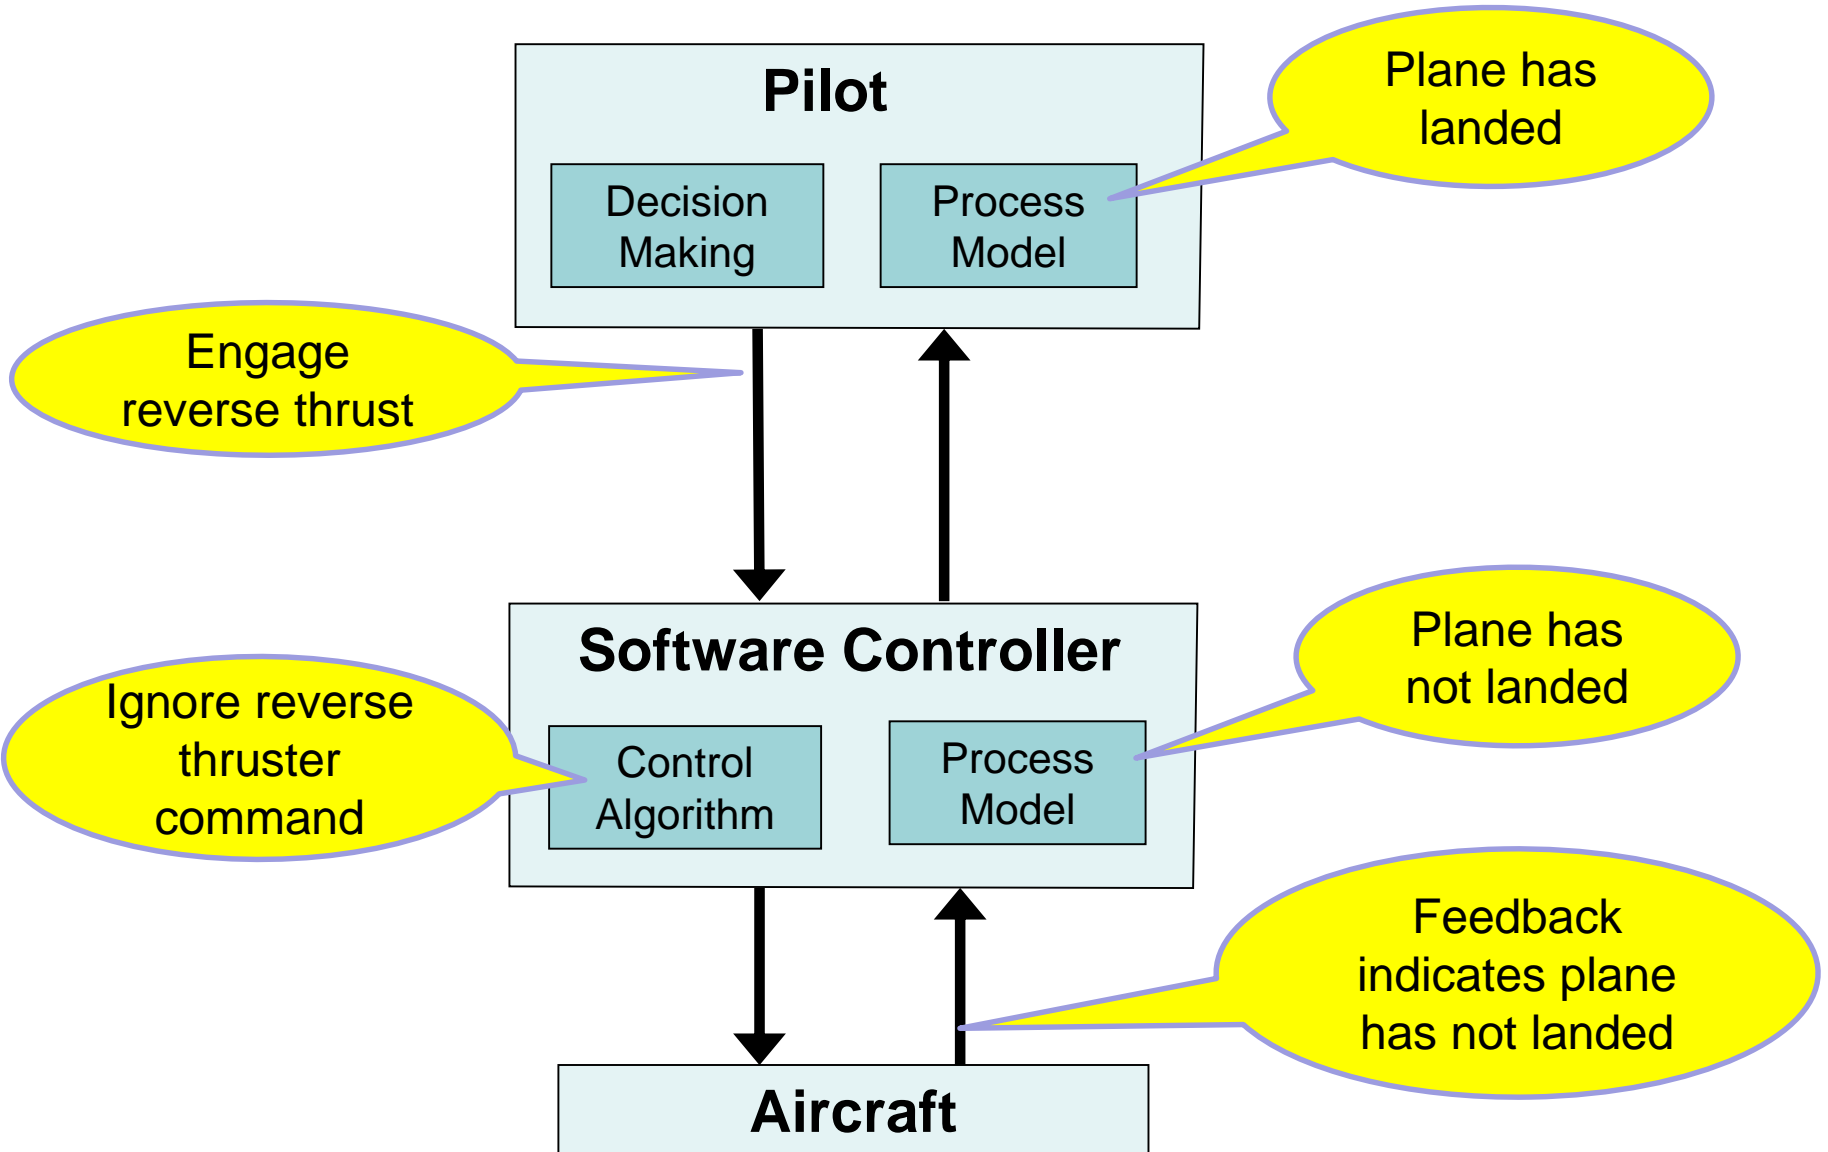 Pilot
Plane has
landed
Decision
Making
Process
Model
Engage
reverse thrust
Software Controller
Plane has
not landed
Ignore reverse
thruster
command
Control
Algorithm
Process
Model
Feedback
indicates plane
has not landed
Aircraft